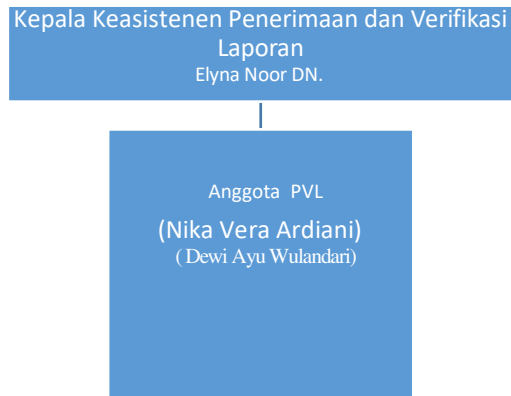 Kepala Keasistenen Penerimaan dan Verifikasi
Laporan
Elyna Noor DN.
Anggota PVL
(Nika Vera Ardiani)
( Dewi Ayu Wulandari)